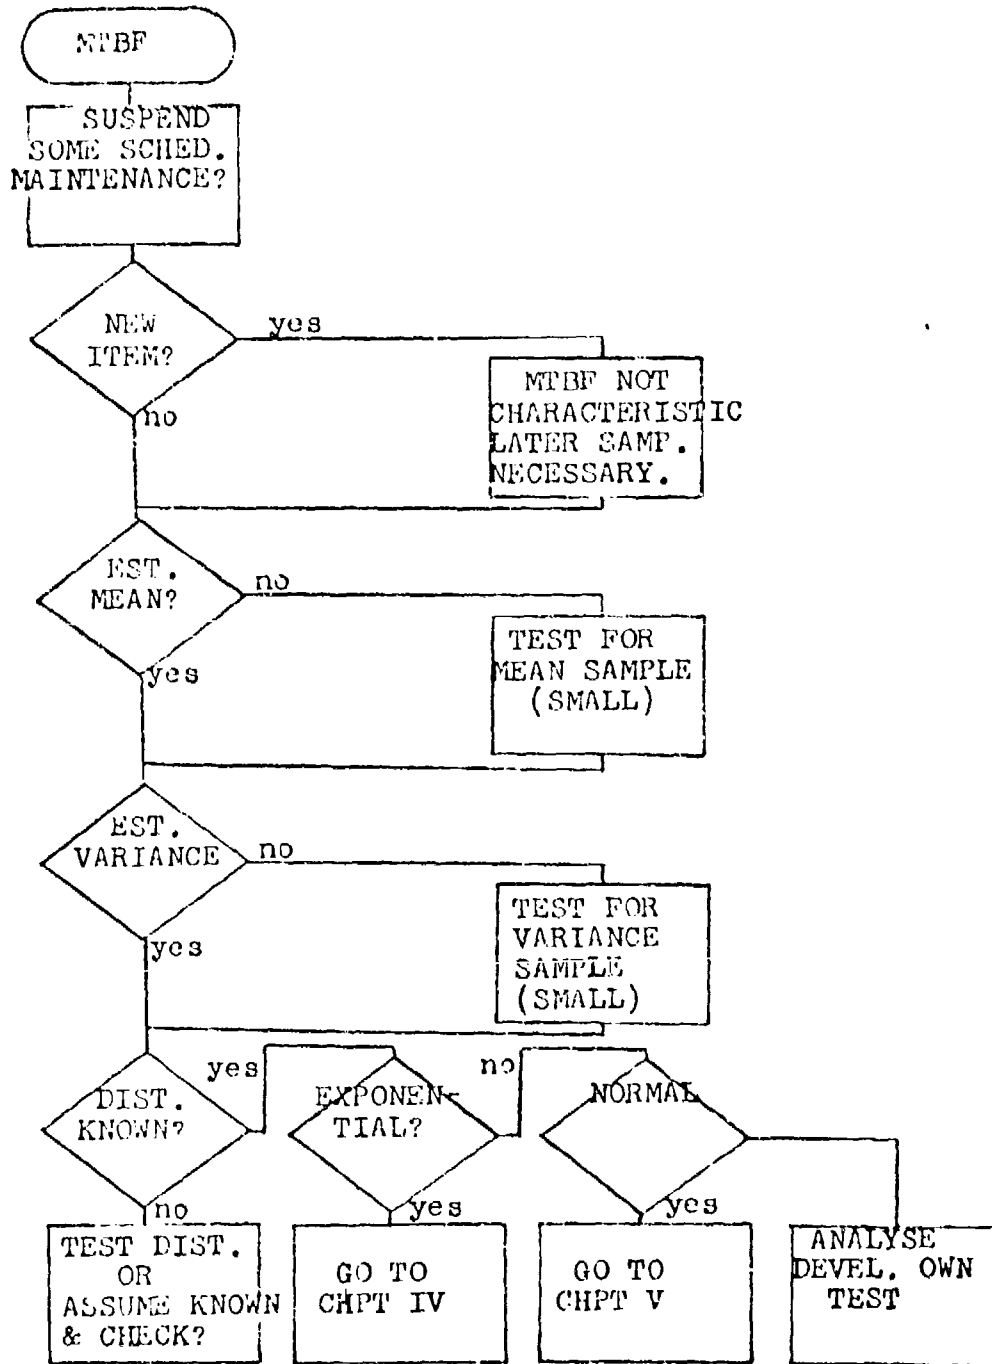 MTBF
SUSPEND
SOME SCHED.
MAINTENANCE?
NEW
ITEM?
yes
no
MTBF NOT
CHARACTERISTIC
LATER SAMP.
NECESSARY.
EST.
MEAN?
no
yes
TEST FOR
MEAN SAMPLE
(SMALL)
EST.
VARIANCE
no
yes
TEST FOR
VARIANCE
SAMPLE
(SMALL)
DIST.
KNOWN?
yes
no
EXPONEN-
TIAL?
no
yes
NORMAL
yes
TEST DIST.
OR
ASSUME KNOWN
& CHECK?
GO TO
CHPT IV
GO TO
CHPT V
ANALYSE
DEVEL. OWN
TEST